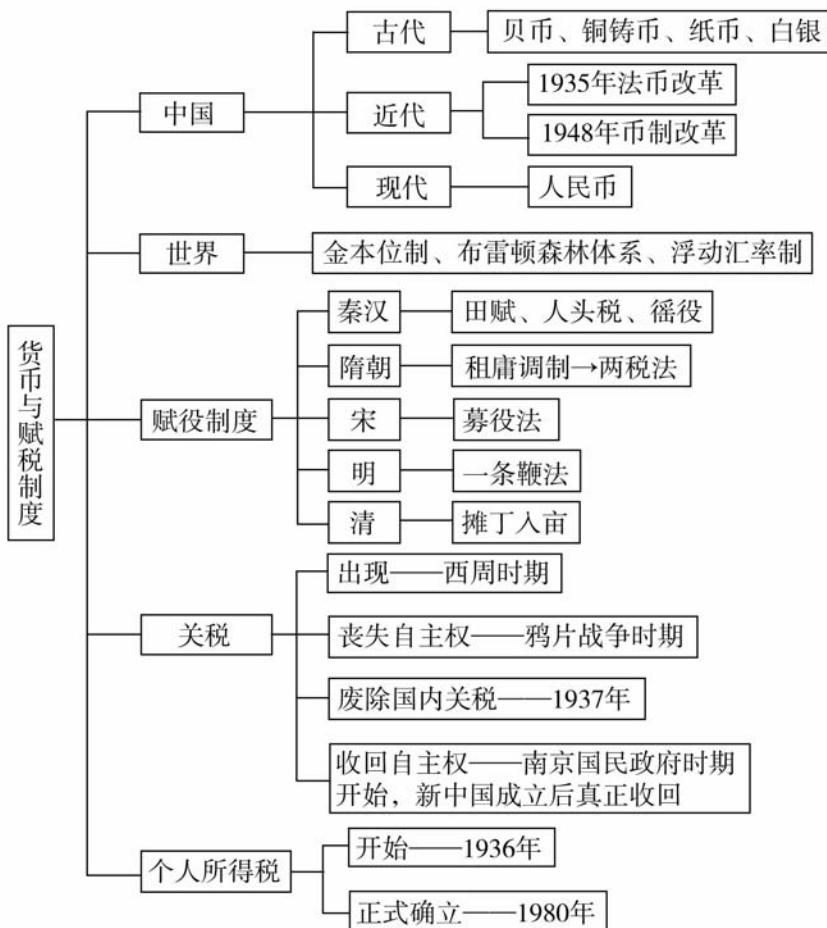 货币与赋税制度
中国
古代
贝币、铜铸币、纸币、白银
近代
1935年法币改革
1948年币制改革
现代
人民币
世界
金本位制、布雷顿森林体系、浮动汇率制
赋役制度
秦汉
田赋、人头税、徭役
隋朝
租庸调制→两税法
宋
募役法
明
一条鞭法
清
摊丁入亩
关税
出现——西周时期
丧失自主权——鸦片战争时期
废除国内关税——1937年
收回自主权——南京国民政府时期
开始，新中国成立后真正收回
个人所得税
开始——1936年
正式确立——1980年